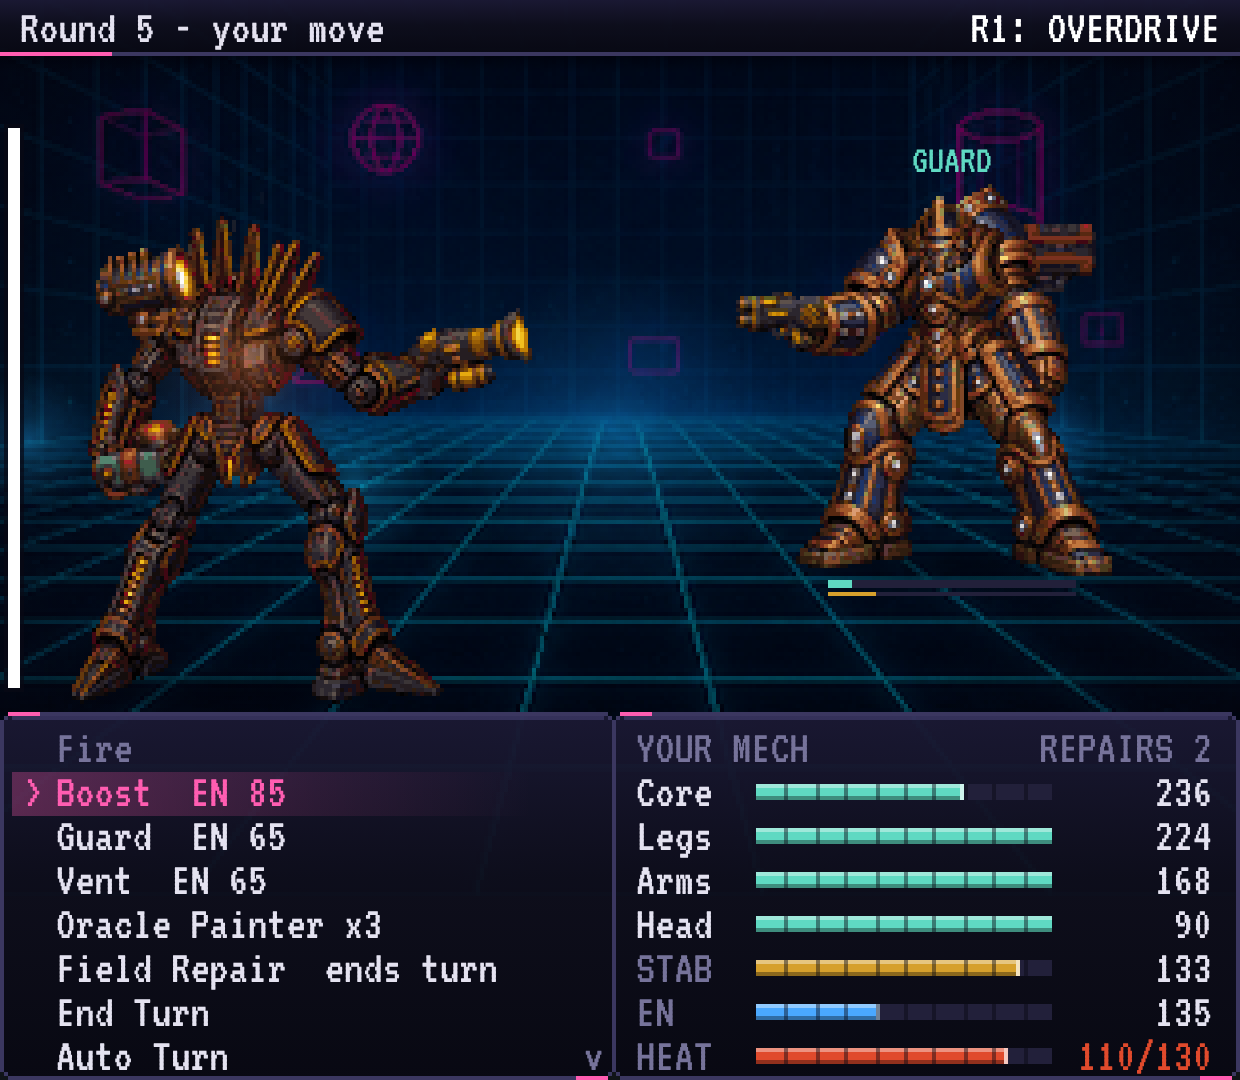 Round 5 - your move
R1: OVERDRIVE
GUARD
Fire
> Boost EN 85
Guard EN 65
Vent EN 65
Oracle Painter x3
Field Repair ends turn
End Turn
Auto Turn v
YOUR MECH REPAIRS 2
Core 236
Legs 224
Arms 168
Head 90
STAB 133
EN 135
HEAT 110/130